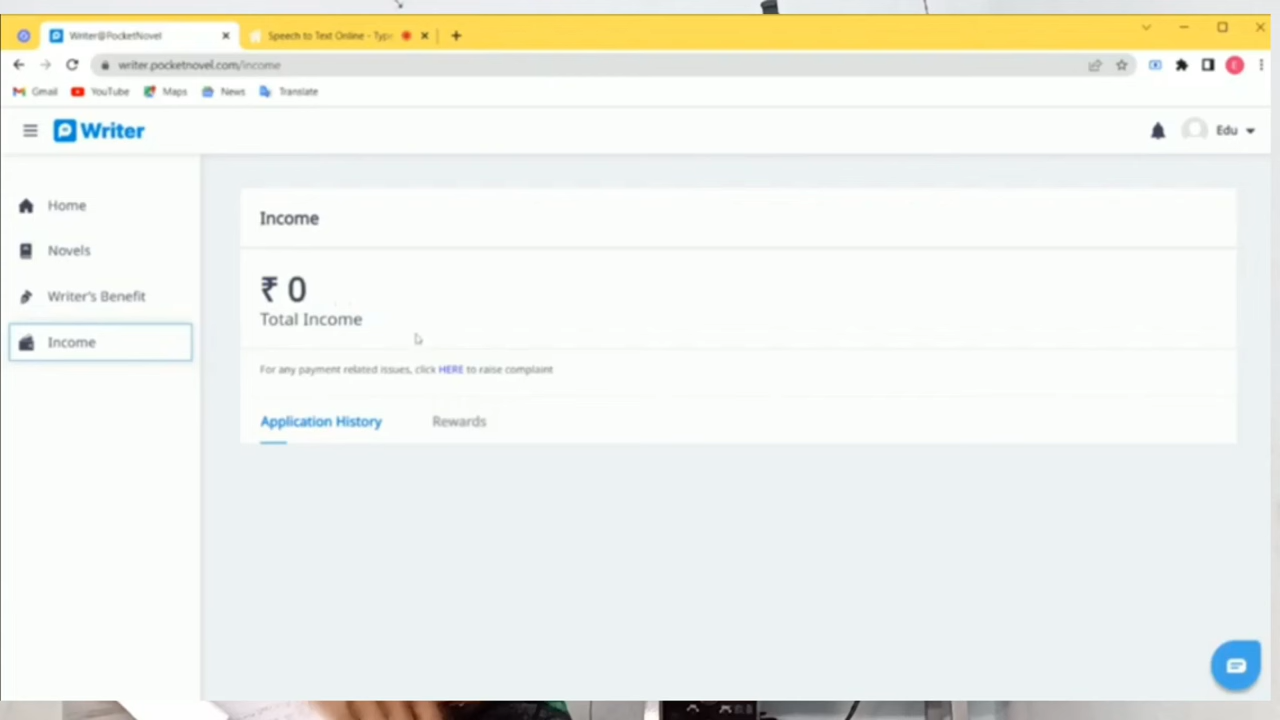 Writer@PocketNovel
Speech to Text Online - Type
writer.pocketnovel.com/income
Gmail YouTube Maps News Translate
Writer
Edu
Home
Novels
Writer's Benefit
Income
Income
₹ 0
Total Income
For any payment related issues, click HERE to raise complaint
Application History Rewards